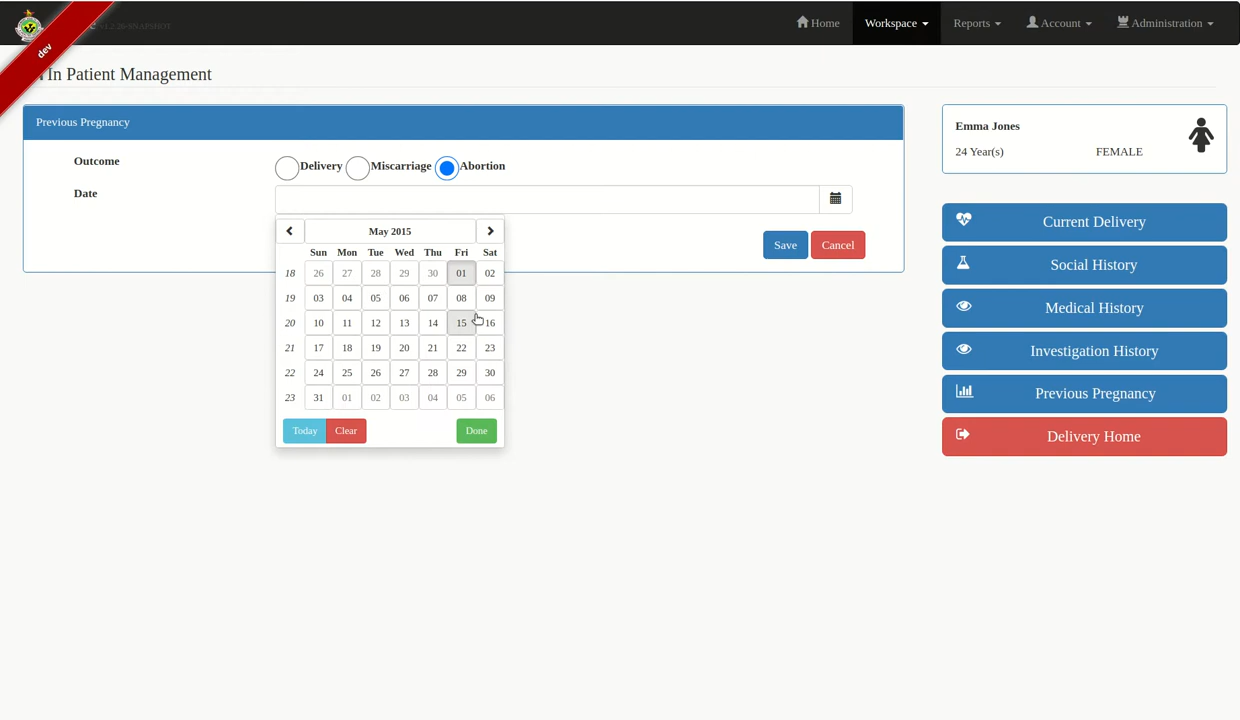 v1.2.26-SNAPSHOT
Home
Workspace
Reports
Account
Administration
dev
In Patient Management
Previous Pregnancy
Outcome
Delivery Miscarriage Abortion
Date
May 2015
Sun Mon Tue Wed Thu Fri Sat
18 26 27 28 29 30 01 02
19 03 04 05 06 07 08 09
20 10 11 12 13 14 15 16
21 17 18 19 20 21 22 23
22 24 25 26 27 28 29 30
23 31 01 02 03 04 05 06
Today Clear Done
Save Cancel
Emma Jones
24 Year(s) FEMALE
Current Delivery
Social History
Medical History
Investigation History
Previous Pregnancy
Delivery Home